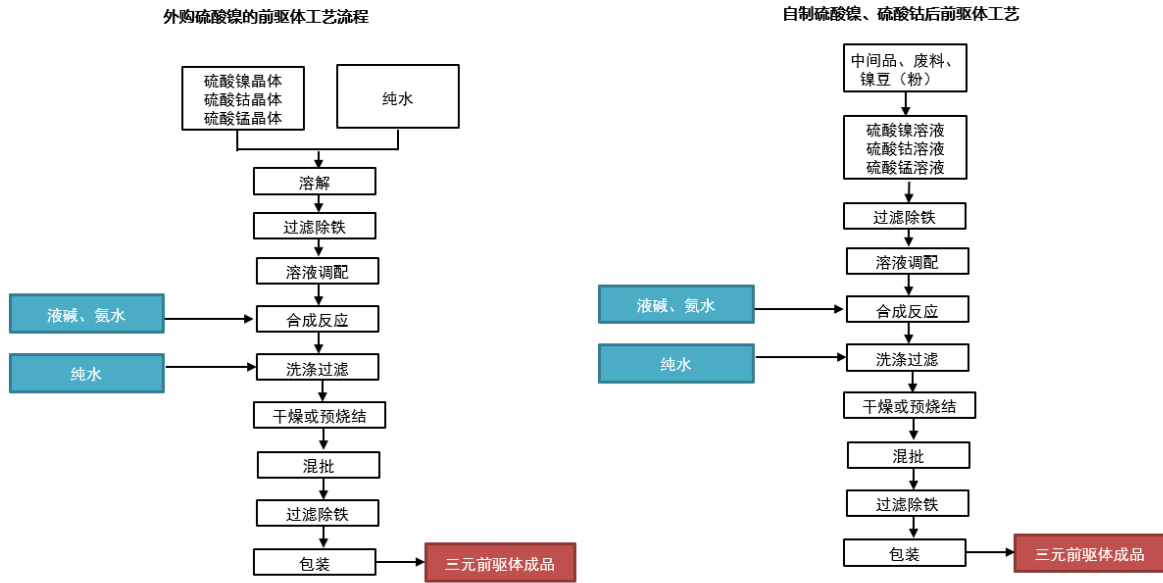 外购硫酸镍的前驱体工艺流程
硫酸镍晶体
硫酸钴晶体
硫酸锰晶体
纯水
溶解
过滤除铁
溶液调配
液碱、氨水
合成反应
纯水
洗涤过滤
干燥或预烧结
混批
过滤除铁
包装
三元前驱体成品
自制硫酸镍、硫酸钴后前驱体工艺
中间品、废料、
镍豆（粉）
硫酸镍溶液
硫酸钴溶液
硫酸锰溶液
过滤除铁
溶液调配
液碱、氨水
合成反应
纯水
洗涤过滤
干燥或预烧结
混批
过滤除铁
包装
三元前驱体成品